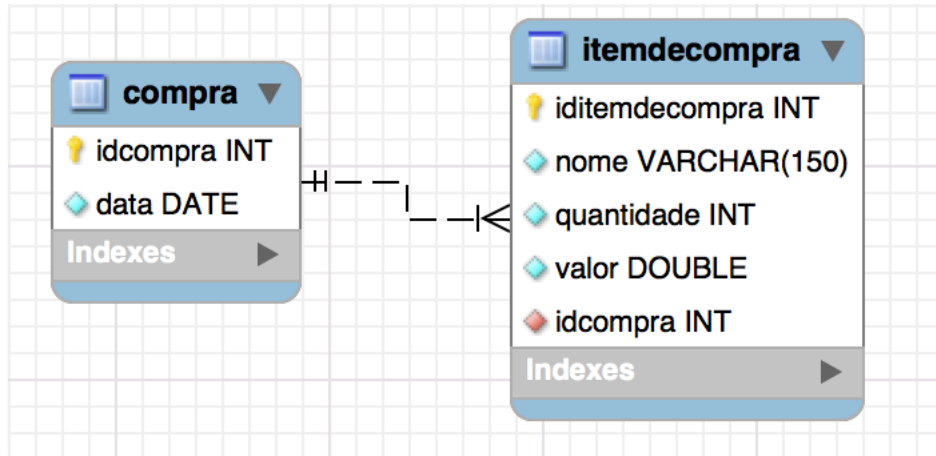 compra
idcompra INT
data DATE
Indexes
itemdecompra
iditemdecompra INT
nome VARCHAR(150)
quantidade INT
valor DOUBLE
idcompra INT
Indexes